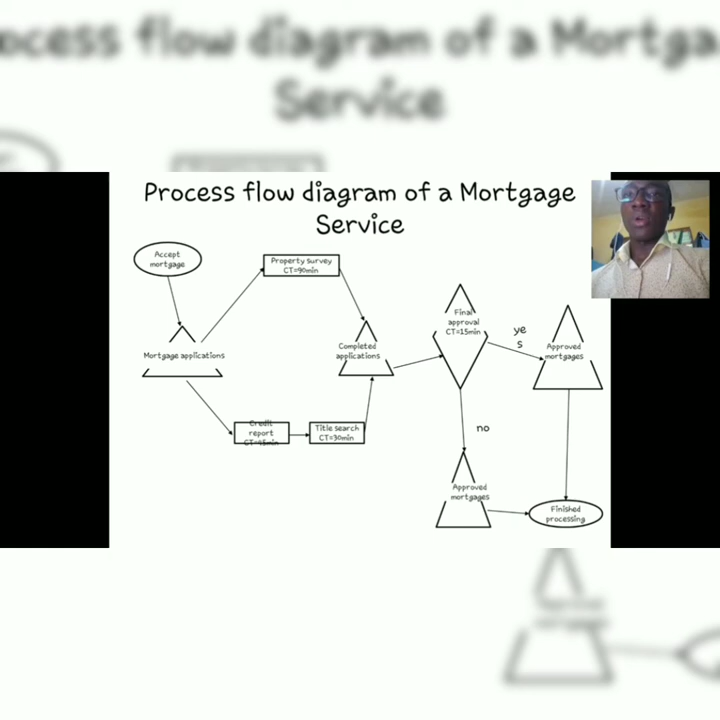 Process flow diagram of a Mortgage
Service
Accept
mortgage
Property survey
CT=90min
Mortgage applications
Completed
applications
Final
approval
CT=15min
ye
s
Approved
mortgages
Credit
report
Title search
CT=30min
no
Approved
mortgages
Finished
processing